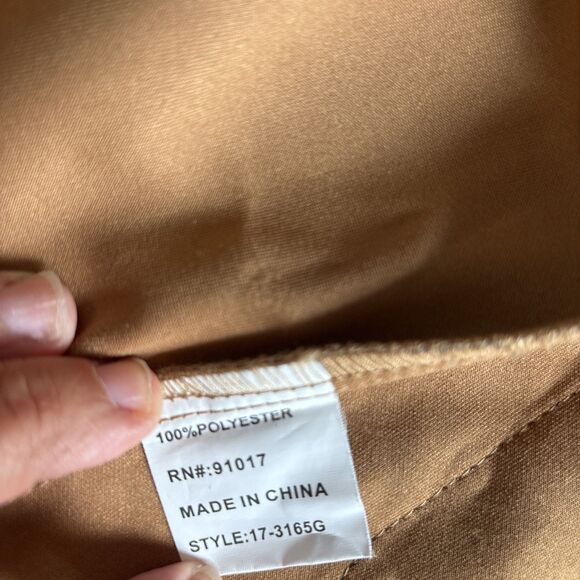 100%POLYESTER
RN#:91017
MADE IN CHINA
STYLE:17-3165G